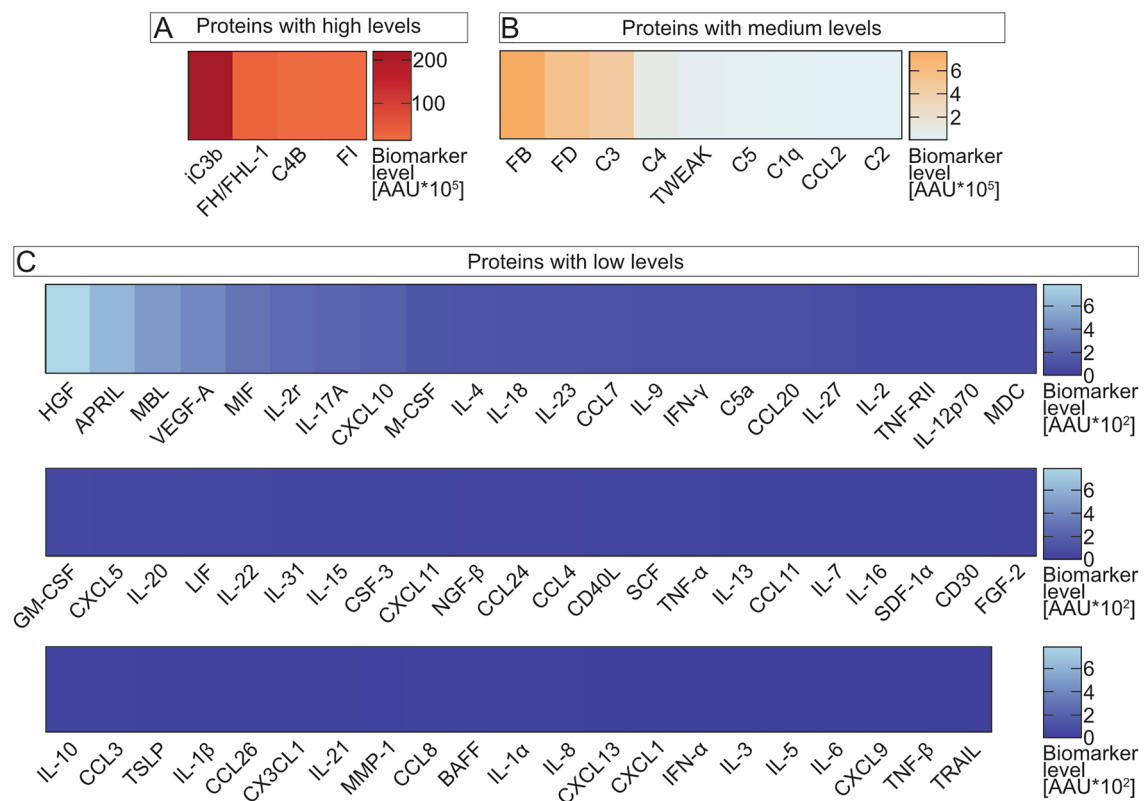 A Proteins with high levels
200
100
iC3b FH/FHL-1 C4B FI
Biomarker
level
[AAU*10⁵]
B Proteins with medium levels
6
4
2
FB FD C3 C4 TWEAK C5 C1q CCL2 C2
Biomarker
level
[AAU*10⁵]
C Proteins with low levels
6
4
2
0
HGF APRIL MBL VEGF-A MIF IL-2r IL-17A CXCL10 M-CSF IL-4 IL-18 IL-23 CCL7 IL-9 IFN-γ C5a CCL20 IL-27 IL-2 TNF-RII IL-12p70 MDC
Biomarker
level
[AAU*10²]
6
4
2
0
GM-CSF CXCL5 IL-20 LIF IL-22 IL-31 IL-15 CSF-3 CXCL11 NGF-β CCL24 CCL4 CD40L SCF TNF-α IL-13 CCL11 IL-7 IL-16 SDF-1α CD30 FGF-2
Biomarker
level
[AAU*10²]
6
4
2
0
IL-10 CCL3 TSLP IL-1β CCL26 CX3CL1 IL-21 MMP-1 CCL8 BAFF IL-1α IL-8 CXCL13 CXCL1 IFN-α IL-3 IL-5 IL-6 CXCL9 TNF-β TRAIL
Biomarker
level
[AAU*10²]